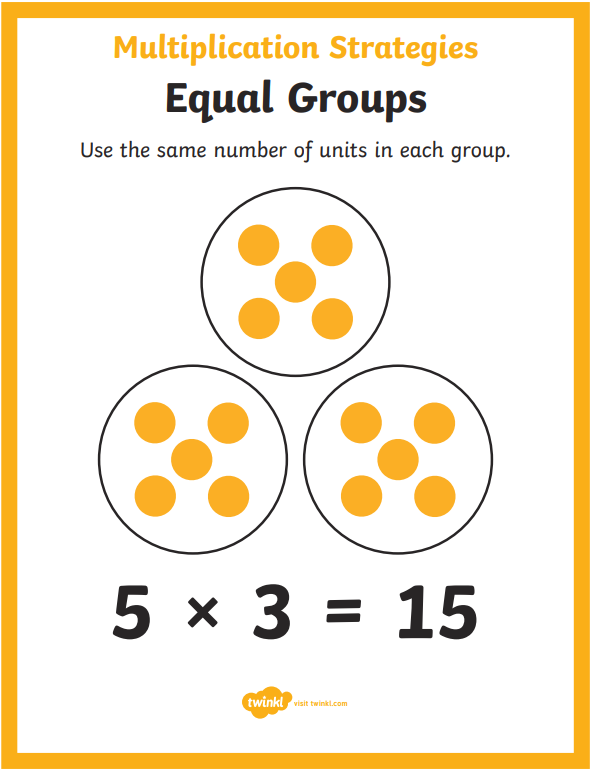 Multiplication Strategies
Equal Groups
Use the same number of units in each group.
5 × 3 = 15
twinkl visit twinkl.com